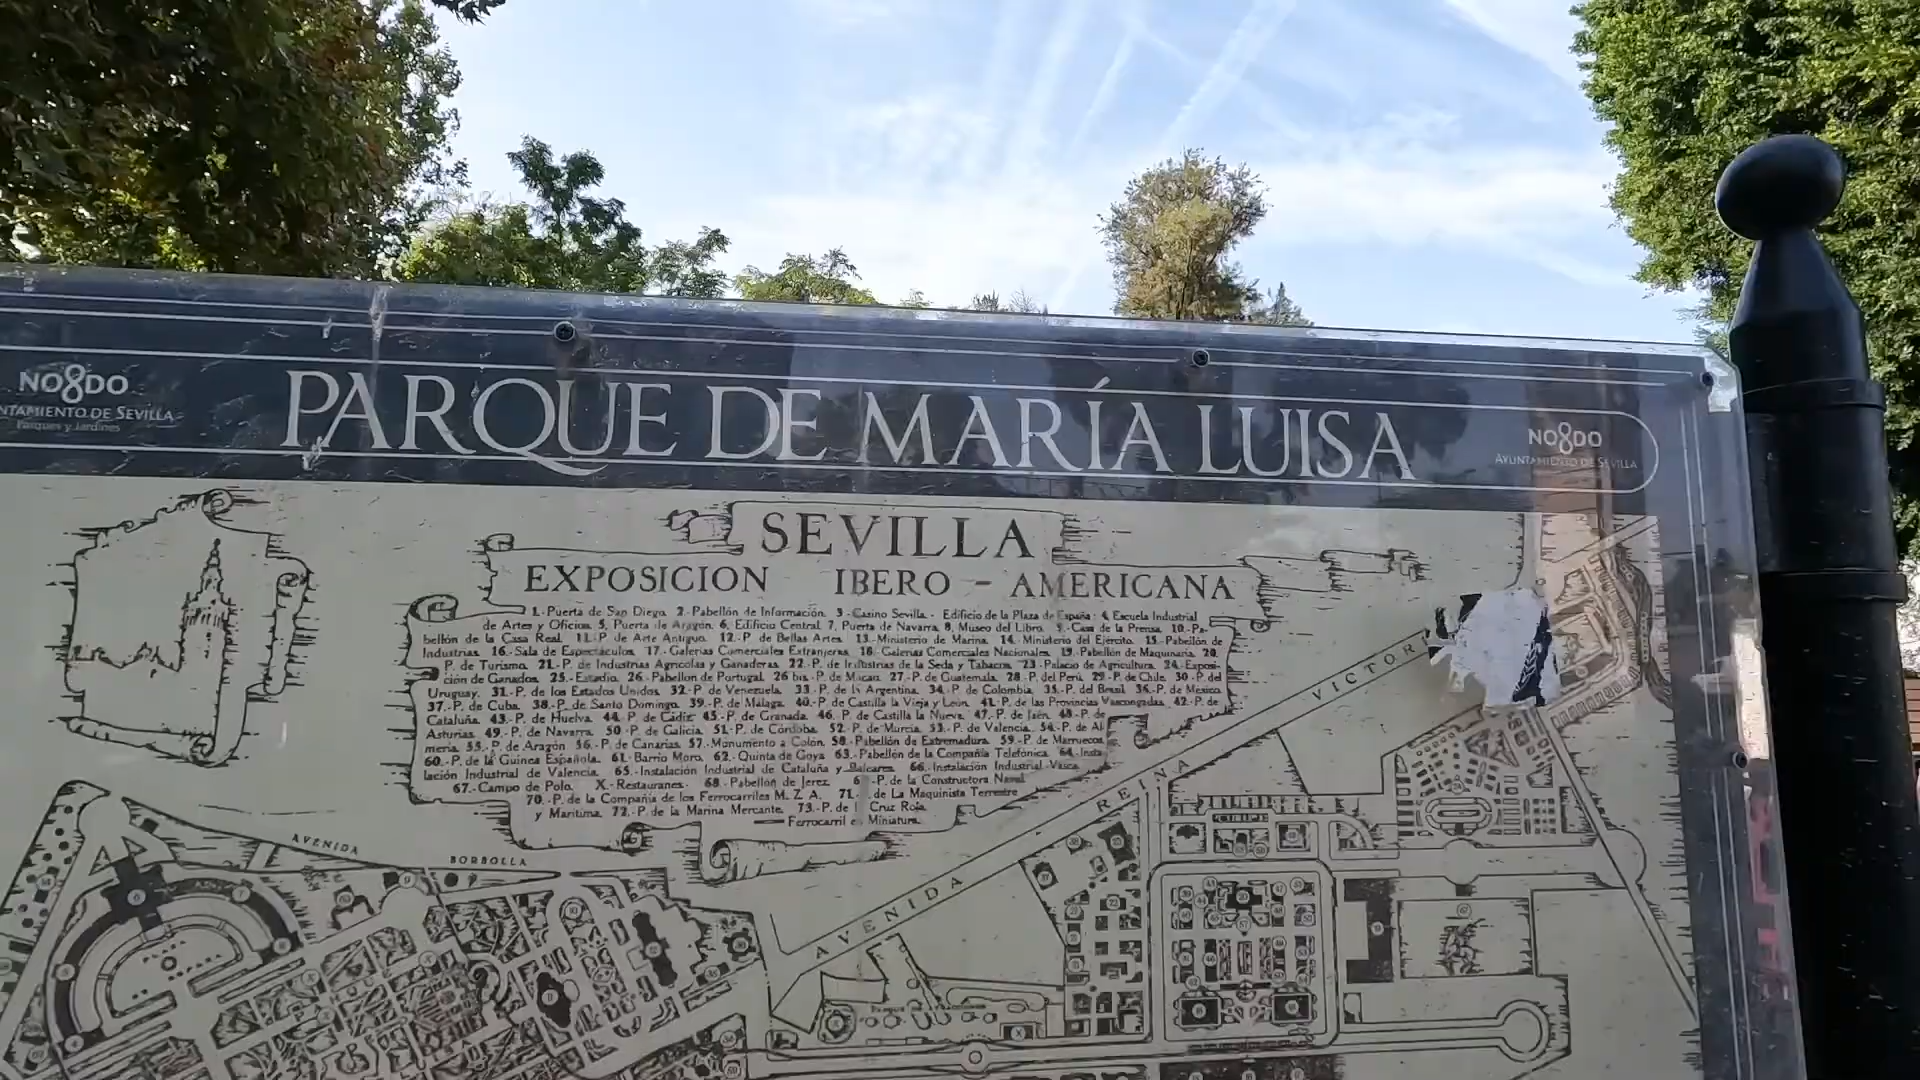 NO8DO
NTAMIENTO DE SEVILLA
Parques y Jardines
PARQUE DE MARÍA LUISA
NO8DO
AYUNTAMIENTO DE SEVILLA
SEVILLA
EXPOSICION IBERO - AMERICANA
1.-Puerta de San Diego. 2.-Pabellón de Información. 3.-Casino Sevilla.- Edificio de la Plaza de España: 4, Escuela Industrial
de Artes y Oficios. 5, Puerta de Aragón. 6, Edificio Central. 7, Puerta de Navarra. 8, Museo del Libro. 9.-Casa de la Prensa. 10.-Pa-
bellón de la Casa Real. 11.-P. de Arte Antiguo. 12.-P. de Bellas Artes. 13.-Ministerio de Marina. 14.-Ministerio del Ejército. 15.-Pabellón de
Industrias. 16.-Sala de Espectáculos. 17.-Galerías Comerciales Extranjeras. 18.-Galerías Comerciales Nacionales. 19.-Pabellón de Maquinaria. 20.
P. de Turismo. 21.-P. de Industrias Agrícolas y Ganaderas. 22.-P. de Industrias de la Seda y Tabacos. 23.-Palacio de Agricultura. 24.-Exposi-
ción de Ganados. 25.-Estadio. 26.-Pabellon de Portugal. 26 bis.-P. de Macau. 27.-P. de Guatemala. 28.-P. del Perú. 29.-P. de Chile. 30.-P. del
Uruguay. 31.-P. de los Estados Unidos. 32.-P. de Venezuela. 33.-P. de la Argentina. 34.-P. de Colombia. 35.-P. del Brasil. 36.-P. de Mexico.
37.-P. de Cuba. 38.-P. de Santo Domingo. 39.-P. de Málaga. 40.-P. de Castilla la Vieja y León. 41.-P. de las Provincias Vascongadas. 42.-P. de
Cataluña. 43.-P. de Huelva. 44.-P. de Cádiz. 45.-P. de Granada. 46.-P. de Castilla la Nueva. 47.-P. de Jaén. 48.-P. de
Asturias. 49.-P. de Navarra. 50.-P. de Galicia. 51.-P. de Córdoba. 52.-P. de Murcia. 53.-P. de Valencia. 54.-P. de Al
mería. 55.-P. de Aragón. 56.-P. de Canarias. 57.-Monumento a Colón. 58.-Pabellón de Extremadura. 59.-P. de Marruecos.
60.-P. de la Guinea Española. 61.-Barrio Moro. 62.-Quinta de Goya. 63.-Pabellón de la Compañía Telefónica. 64.-Insta
lación Industrial de Valencia. 65.-Instalación Industrial de Cataluña y Baleares. 66.-Instalación Industrial Vasca.
67.-Campo de Polo. X.-Restauranes. 68.-Pabellón de Jerez. 6 -P. de la Constructora Naval
70.-P. de la Compañía de los Ferrocarriles M. Z. A. 71. de La Maquinista Terrestre
y Marítima. 72.-P. de la Marina Mercante. 73.-P. de l Cruz Roja.
Ferrocarril e Miniatura.
AVENIDA BORBOLLA
AVENIDA REINA VICTOR